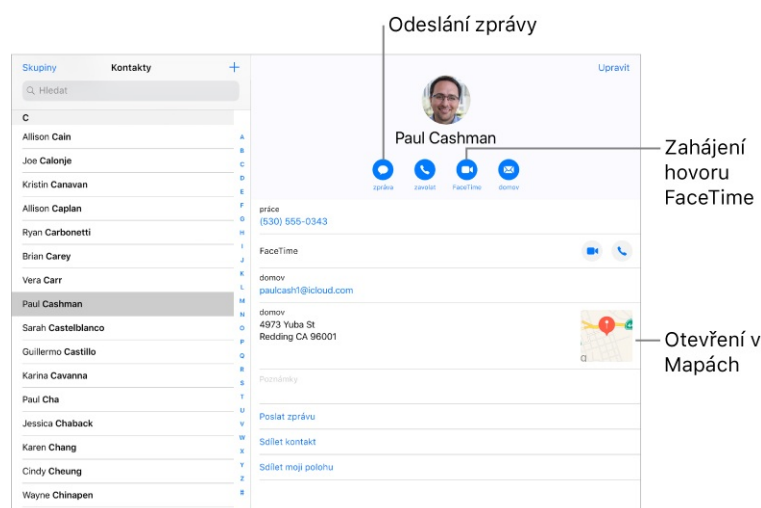 Odeslání zprávy
Skupiny
Kontakty
+
Upravit
Hledat
C
Allison Cain
Joe Calonje
Kristin Canavan
Allison Caplan
Ryan Carbonetti
Brian Carey
Vera Carr
Paul Cashman
Sarah Castelblanco
Guillermo Castillo
Karina Cavanna
Paul Cha
Jessica Chaback
Karen Chang
Cindy Cheung
Wayne Chinapen
A
B
C
D
E
F
G
H
I
J
K
L
M
N
O
P
Q
R
S
T
U
V
W
X
Y
Z
#
Paul Cashman
zpráva
zavolat
FaceTime
domov
Zahájení
hovoru
FaceTime
práce
(530) 555-0343
FaceTime
domov
paulcash1@icloud.com
domov
4973 Yuba St
Redding CA 96001
Otevření v
Mapách
Poznámky
Poslat zprávu
Sdílet kontakt
Sdílet moji polohu